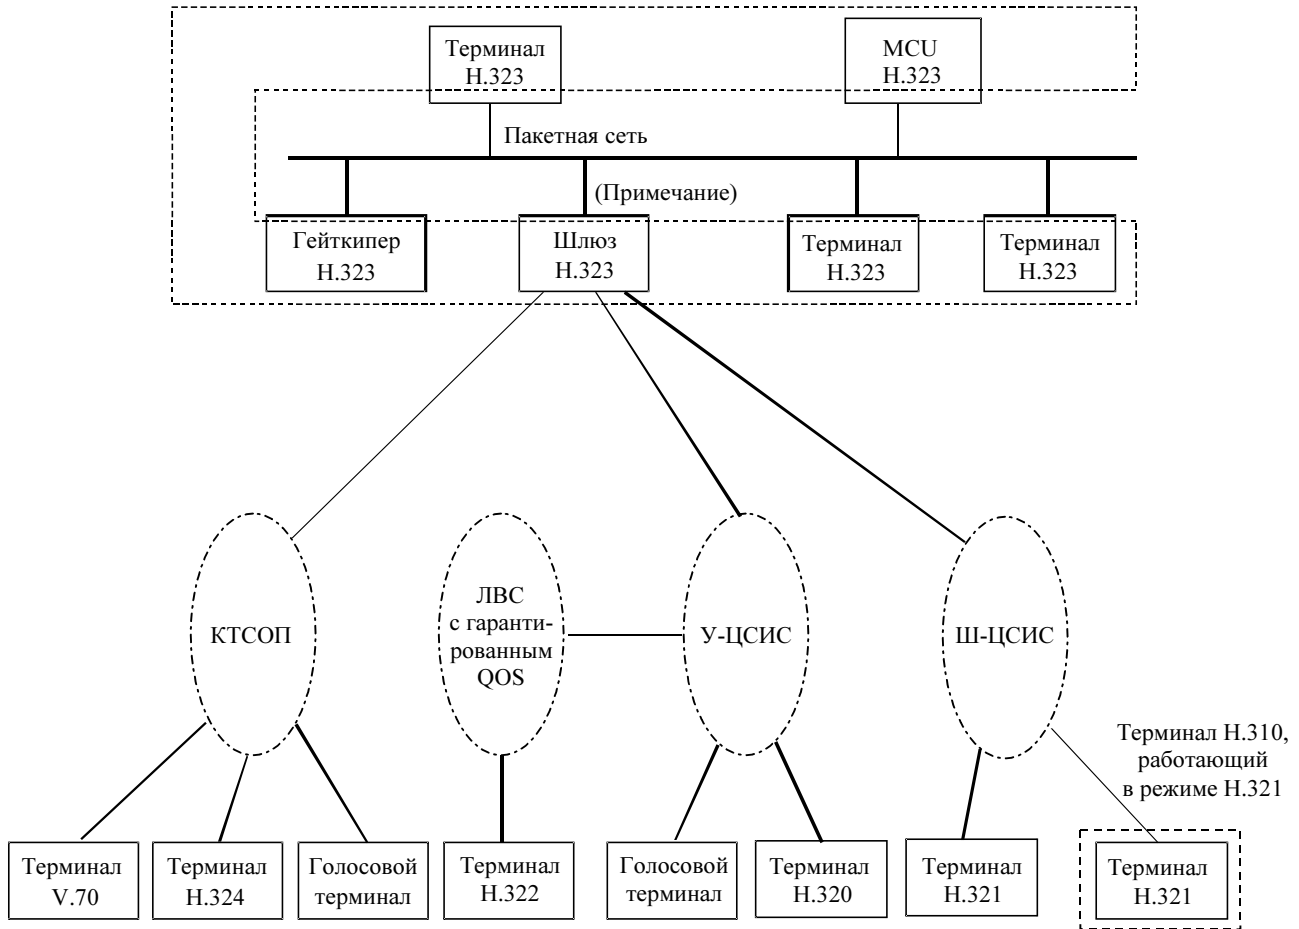 Терминал
H.323
MCU
H.323
Пакетная сеть
(Примечание)
Гейткипер
H.323
Шлюз
H.323
Терминал
H.323
Терминал
H.323
КТСОП
ЛВС
с гаранти-
рованным
QOS
У-ЦСИС
Ш-ЦСИС
Терминал H.310,
работающий
в режиме H.321
Терминал
V.70
Терминал
H.324
Голосовой
терминал
Терминал
H.322
Голосовой
терминал
Терминал
H.320
Терминал
H.321
Терминал
H.321